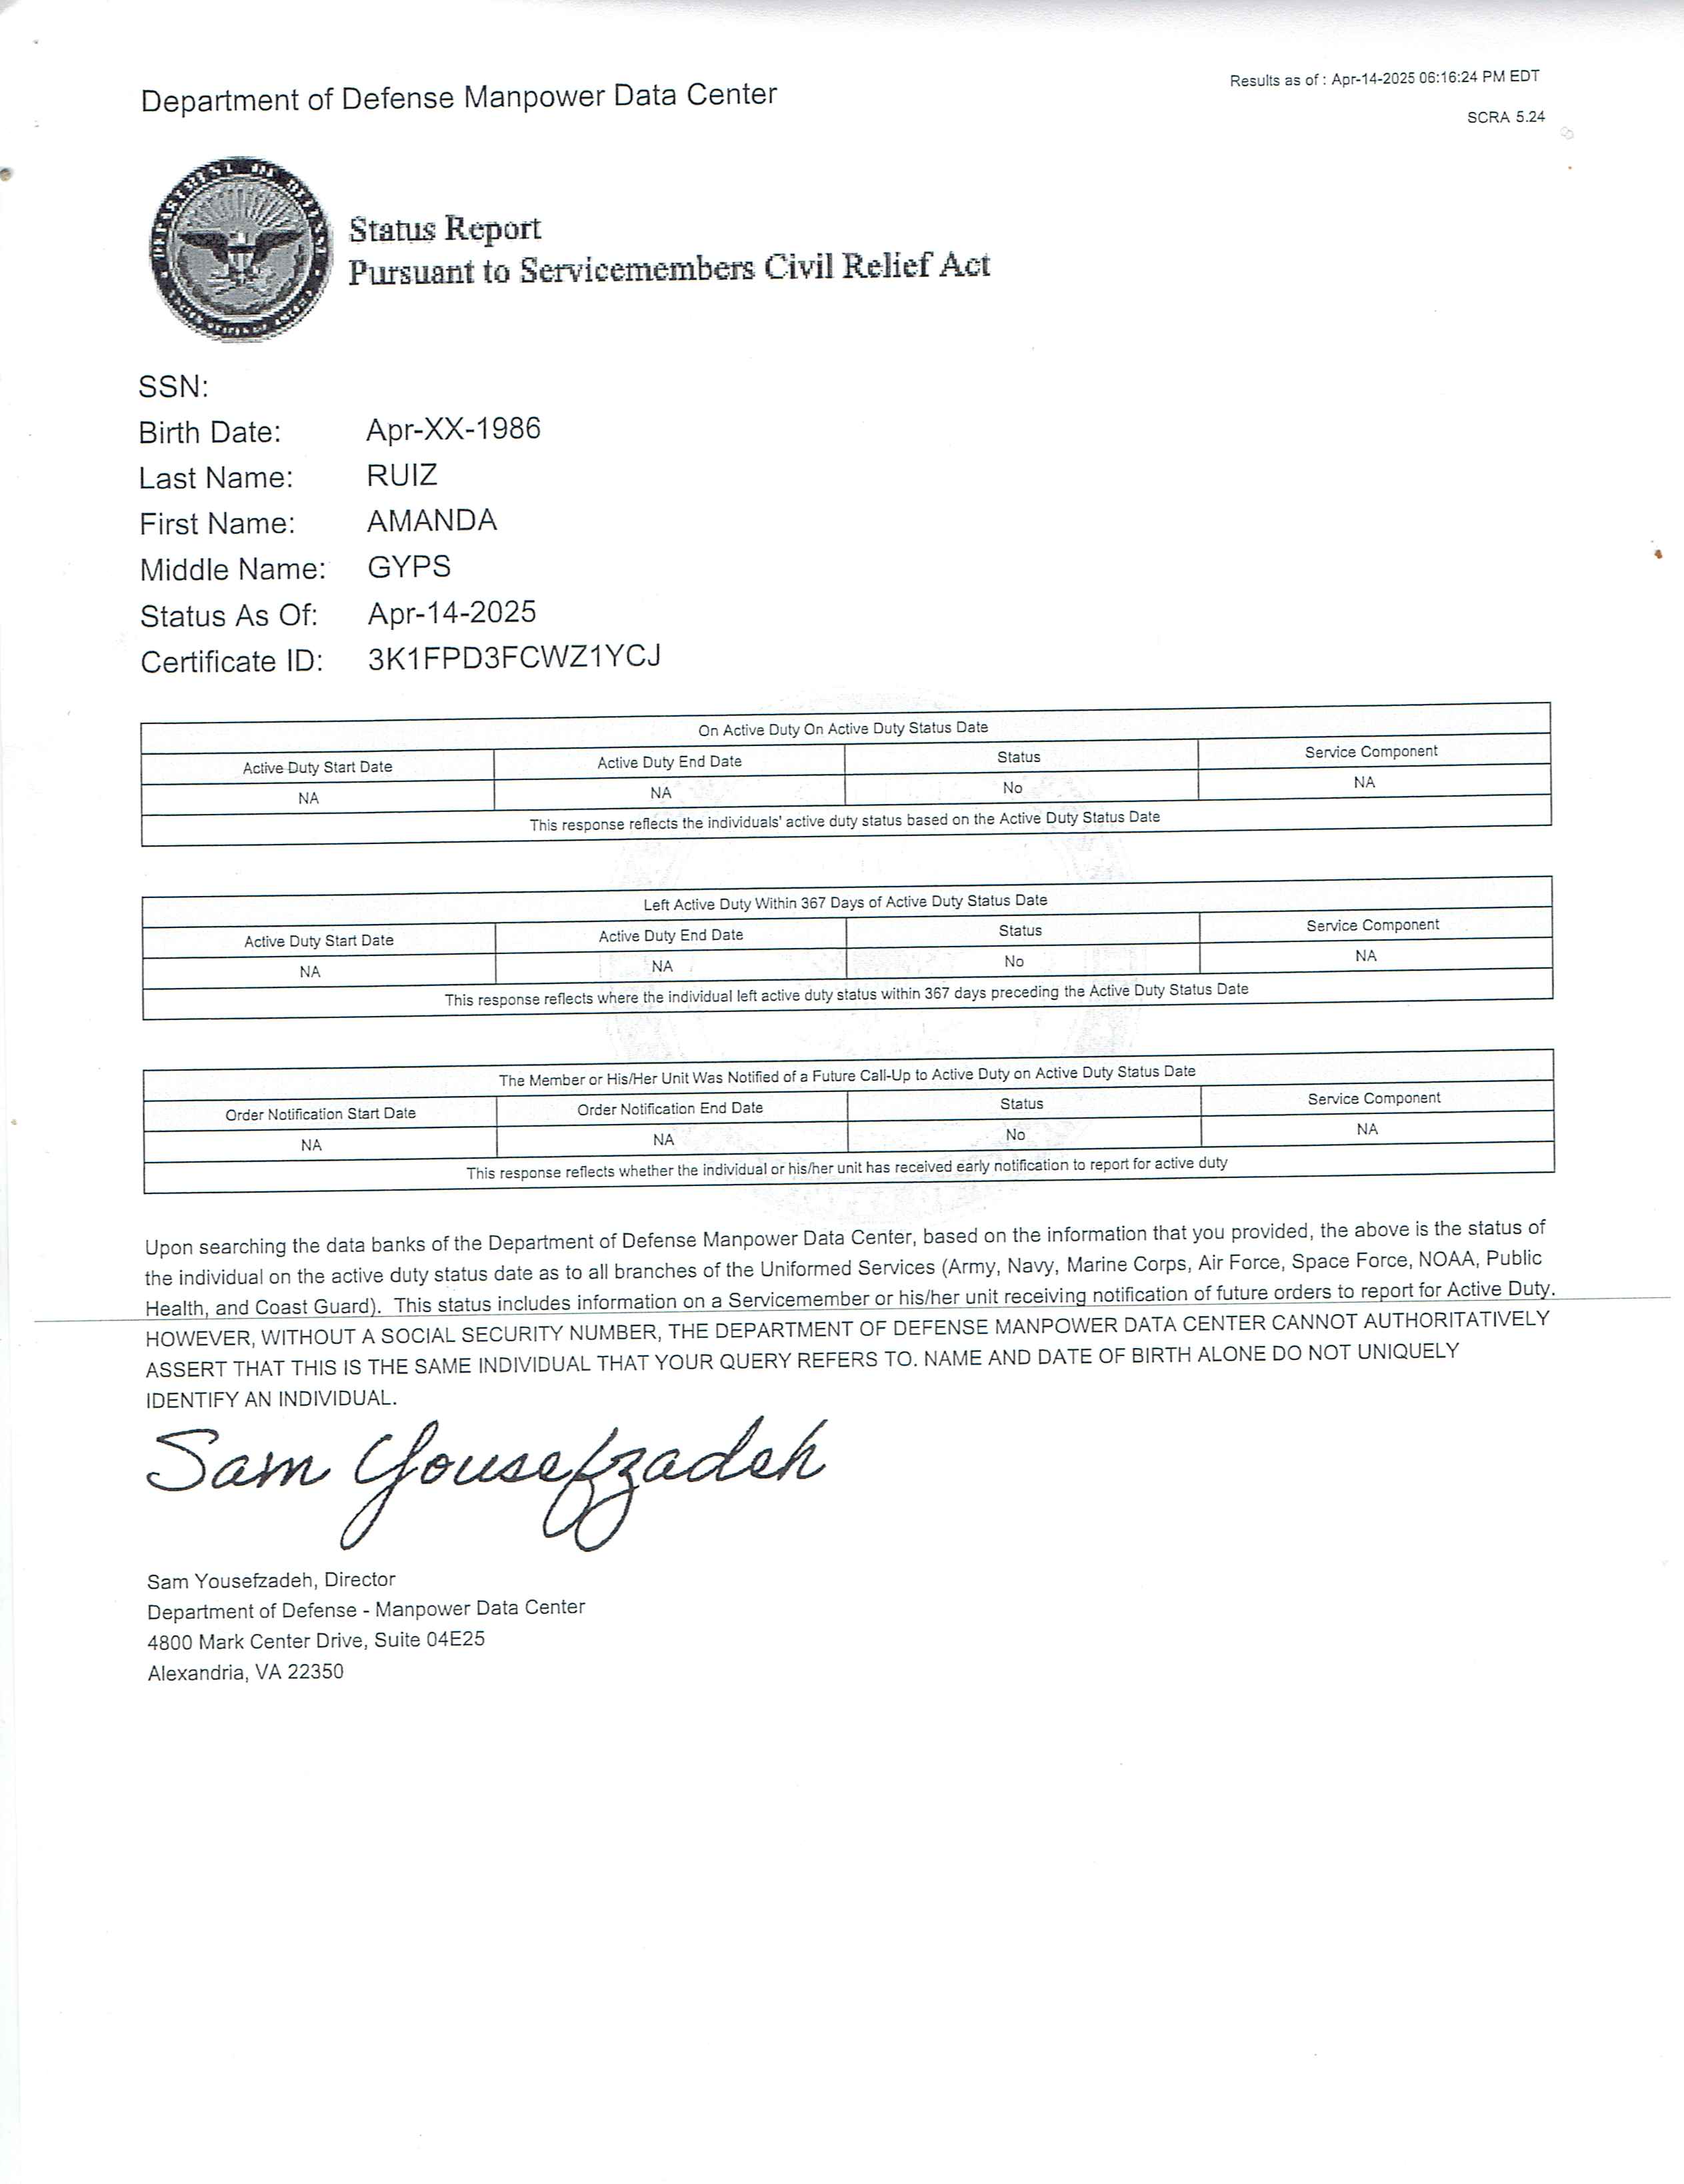 Results as of : Apr-14-2025 06:16:24 PM EDT
Department of Defense Manpower Data Center
SCRA 5.24
DEPARTMENT OF DEFENSE
UNITED STATES OF AMERICA
Status Report
Pursuant to Servicemembers Civil Relief Act
SSN:
Birth Date: Apr-XX-1986
Last Name: RUIZ
First Name: AMANDA
Middle Name: GYPS
Status As Of: Apr-14-2025
Certificate ID: 3K1FPD3FCWZ1YCJ
On Active Duty On Active Duty Status Date
Active Duty Start Date Active Duty End Date Status Service Component
NA NA No NA
This response reflects the individuals' active duty status based on the Active Duty Status Date
Left Active Duty Within 367 Days of Active Duty Status Date
Active Duty Start Date Active Duty End Date Status Service Component
NA NA No NA
This response reflects where the individual left active duty status within 367 days preceding the Active Duty Status Date
The Member or His/Her Unit Was Notified of a Future Call-Up to Active Duty on Active Duty Status Date
Order Notification Start Date Order Notification End Date Status Service Component
NA NA No NA
This response reflects whether the individual or his/her unit has received early notification to report for active duty
Upon searching the data banks of the Department of Defense Manpower Data Center, based on the information that you provided, the above is the status of
the individual on the active duty status date as to all branches of the Uniformed Services (Army, Navy, Marine Corps, Air Force, Space Force, NOAA, Public
Health, and Coast Guard). This status includes information on a Servicemember or his/her unit receiving notification of future orders to report for Active Duty.
HOWEVER, WITHOUT A SOCIAL SECURITY NUMBER, THE DEPARTMENT OF DEFENSE MANPOWER DATA CENTER CANNOT AUTHORITATIVELY
ASSERT THAT THIS IS THE SAME INDIVIDUAL THAT YOUR QUERY REFERS TO. NAME AND DATE OF BIRTH ALONE DO NOT UNIQUELY
IDENTIFY AN INDIVIDUAL.
Sam Yousefzadeh
Sam Yousefzadeh, Director
Department of Defense - Manpower Data Center
4800 Mark Center Drive, Suite 04E25
Alexandria, VA 22350